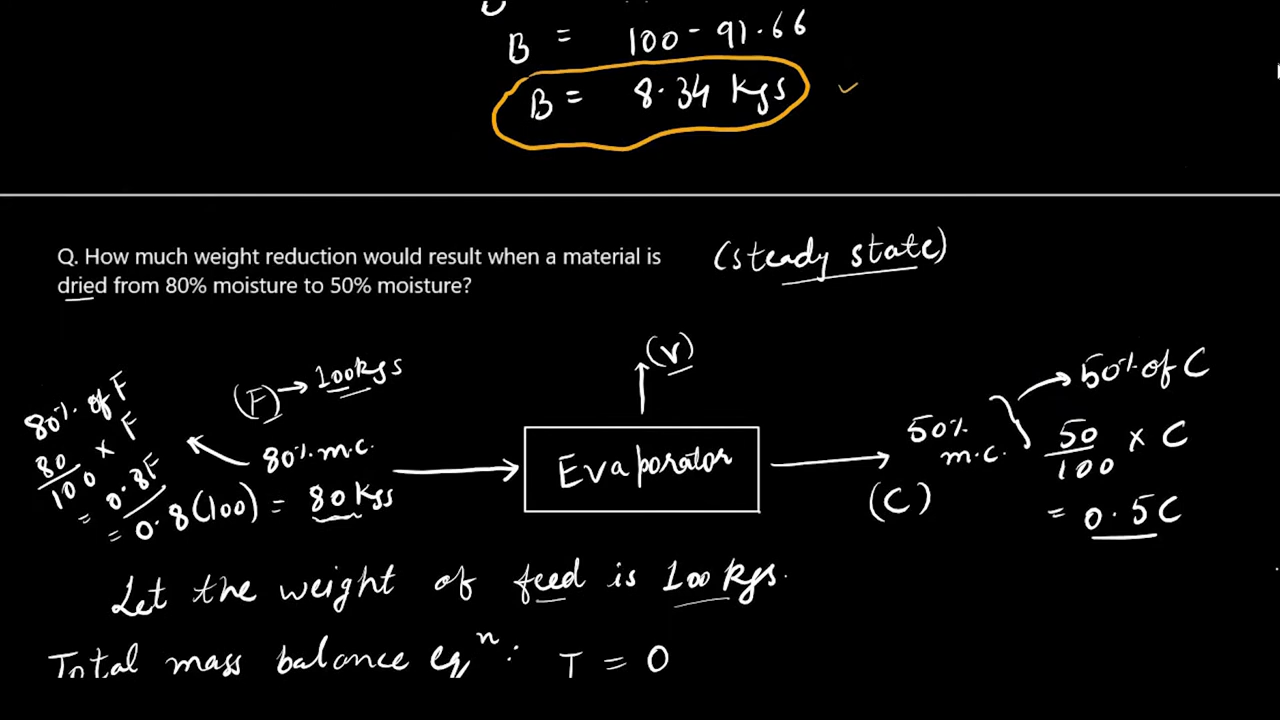 B = 100 - 91.66
B = 8.34 kgs
Q. How much weight reduction would result when a material is
dried from 80% moisture to 50% moisture?
(steady state)
(V)
(F) → 100kgs
80% of F
80/100 × F
= 0.8F
= 0.8(100) = 80 kgs
80% m.c.
Evaporator
50% m.c.
(C)
50% of C
50/100 × C
= 0.5C
Let the weight of feed is 100 kgs.
Total mass balance eqn: I = 0